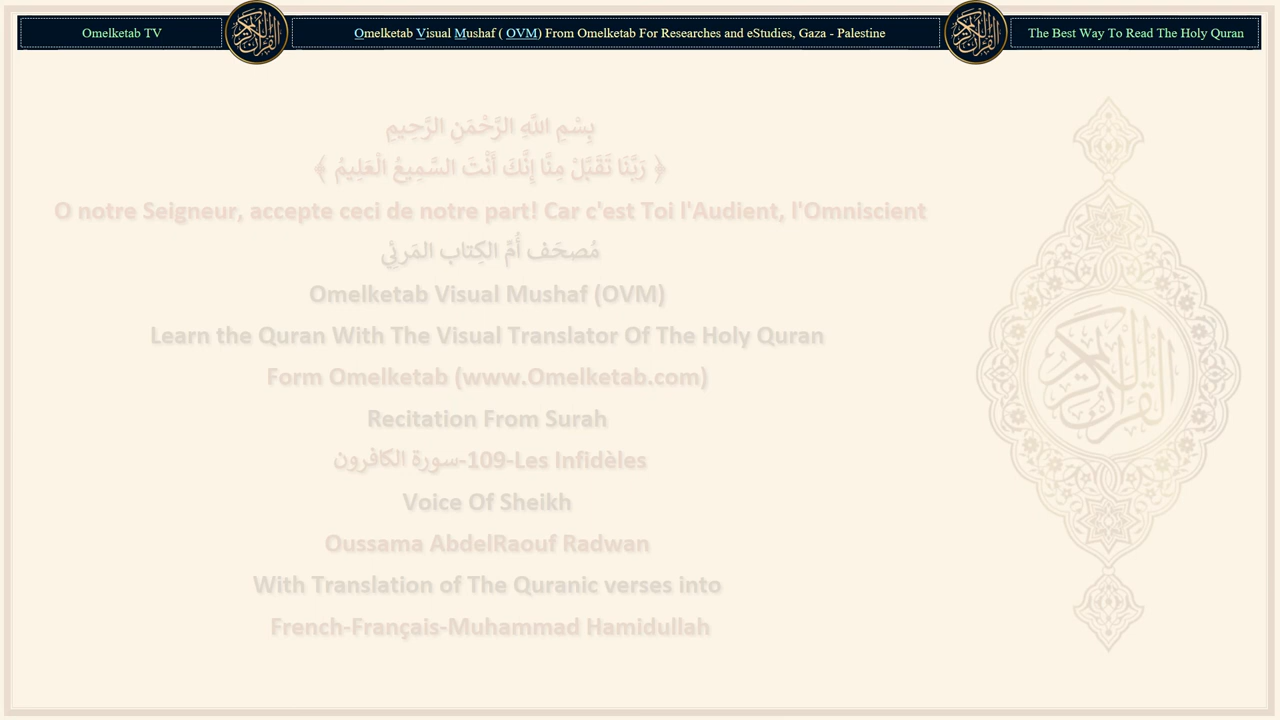 Omelketab TV
Omelketab Visual Mushaf ( OVM) From Omelketab For Researches and eStudies, Gaza - Palestine
The Best Way To Read The Holy Quran
بِسْمِ اللَّهِ الرَّحْمَنِ الرَّحِيمِ
﴿ رَبَّنَا تَقَبَّلْ مِنَّا إِنَّكَ أَنْتَ السَّمِيعُ الْعَلِيمُ ﴾
O notre Seigneur, accepte ceci de notre part! Car c'est Toi l'Audient, l'Omniscient
مُصحَف أُمِّ الكِتاب المَرئِي
Omelketab Visual Mushaf (OVM)
Learn the Quran With The Visual Translator Of The Holy Quran
Form Omelketab (www.Omelketab.com)
Recitation From Surah
سورة الكافرون-109-Les Infidèles
Voice Of Sheikh
Oussama AbdelRaouf Radwan
With Translation of The Quranic verses into
French-Français-Muhammad Hamidullah
القرآن الكريم